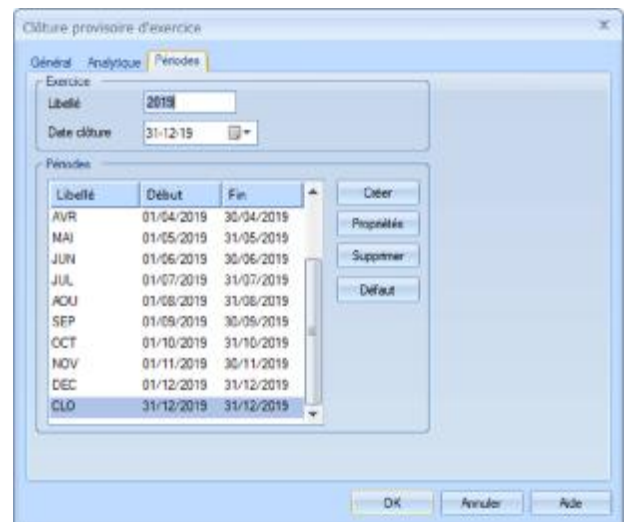 Clôture provisoire d'exercice
Général Analytique Périodes
Exercice
Libellé 2019
Date clôture 31-12-19
Périodes
Libellé Début Fin
AVR 01/04/2019 30/04/2019
MAI 01/05/2019 31/05/2019
JUN 01/06/2019 30/06/2019
JUL 01/07/2019 31/07/2019
AOU 01/08/2019 31/08/2019
SEP 01/09/2019 30/09/2019
OCT 01/10/2019 31/10/2019
NOV 01/11/2019 30/11/2019
DEC 01/12/2019 31/12/2019
CLO 31/12/2019 31/12/2019
Créer
Propriétés
Supprimer
Défaut
OK Annuler Aide